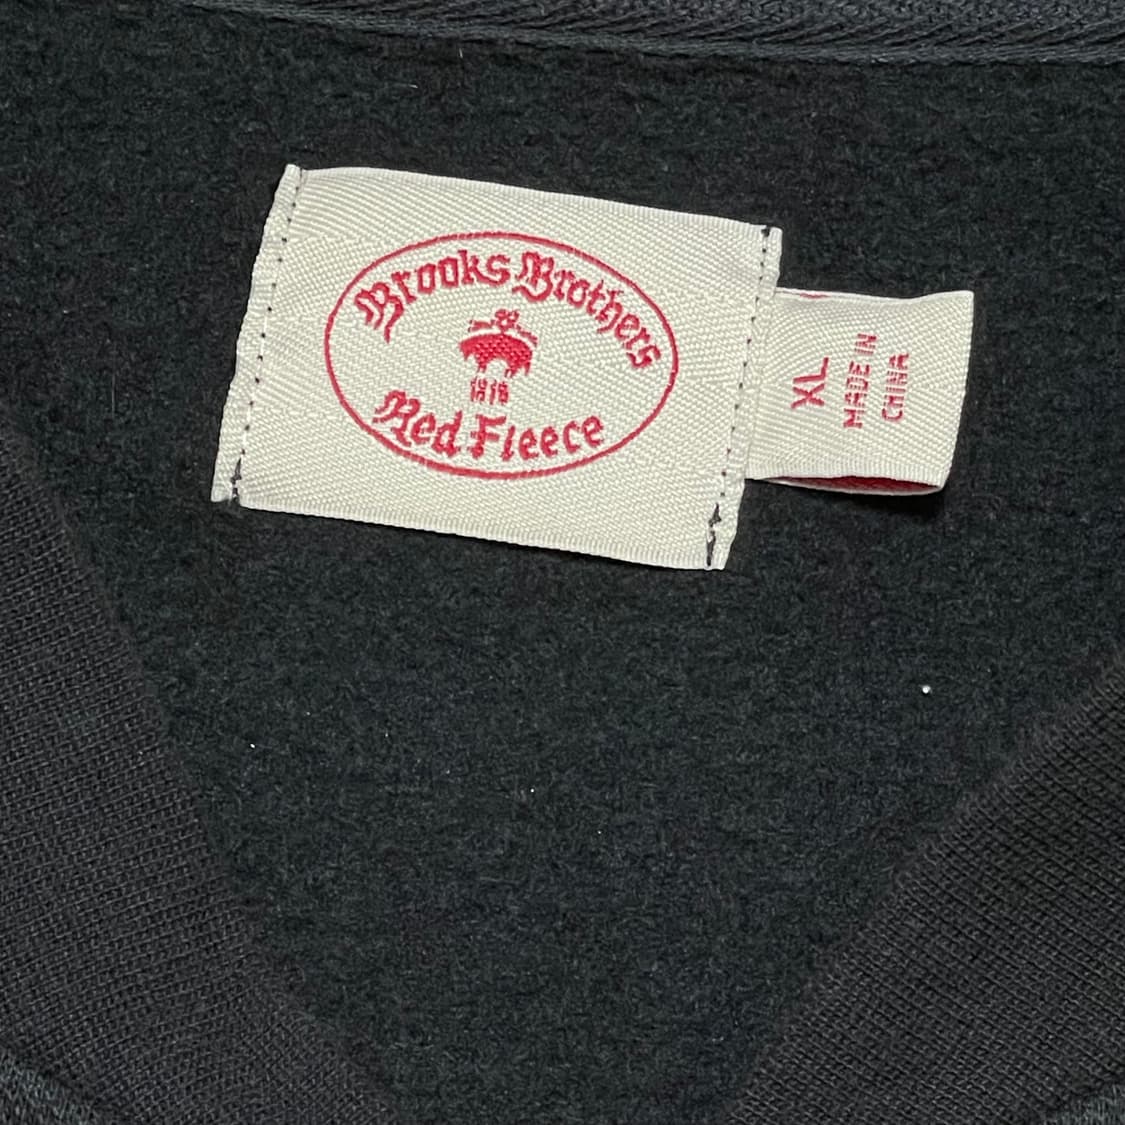 Brooks Brothers
1818
Red Fleece
XL
MADE IN
CHINA